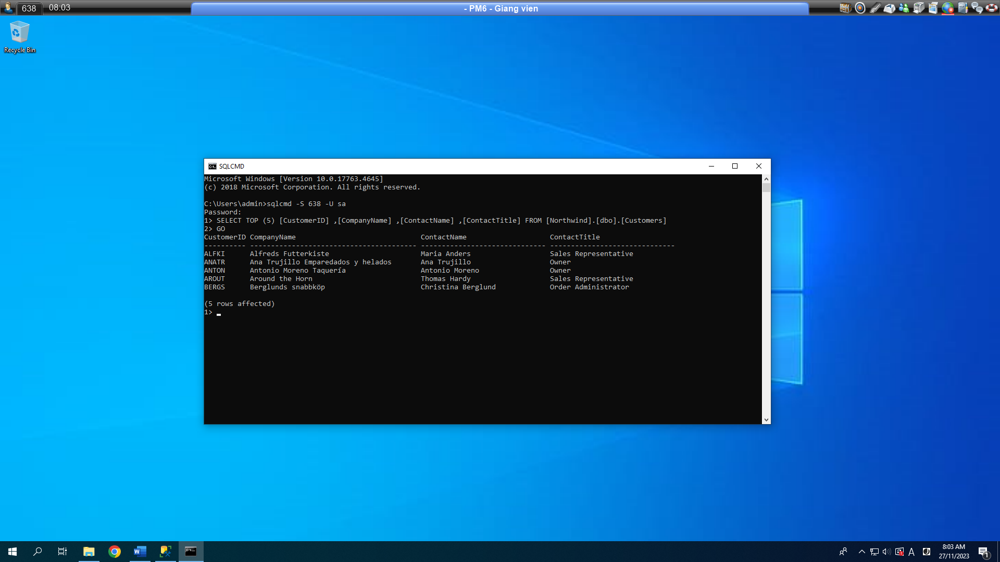 638 08:03 - PM6 - Giang vien
Recycle Bin
SQLCMD
Microsoft Windows [Version 10.0.17763.4645]
(c) 2018 Microsoft Corporation. All rights reserved.
C:\Users\admin>sqlcmd -S 638 -U sa
Password:
1> SELECT TOP (5) [CustomerID] ,[CompanyName] ,[ContactName] ,[ContactTitle] FROM [Northwind].[dbo].[Customers]
2> GO
CustomerID CompanyName ContactName ContactTitle
---------- ---------------------------------------- ------------------------------ ------------------------------
ALFKI Alfreds Futterkiste Maria Anders Sales Representative
ANATR Ana Trujillo Emparedados y helados Ana Trujillo Owner
ANTON Antonio Moreno Taquería Antonio Moreno Owner
AROUT Around the Horn Thomas Hardy Sales Representative
BERGS Berglunds snabbköp Christina Berglund Order Administrator
(5 rows affected)
1>
8:03 AM
27/11/2023